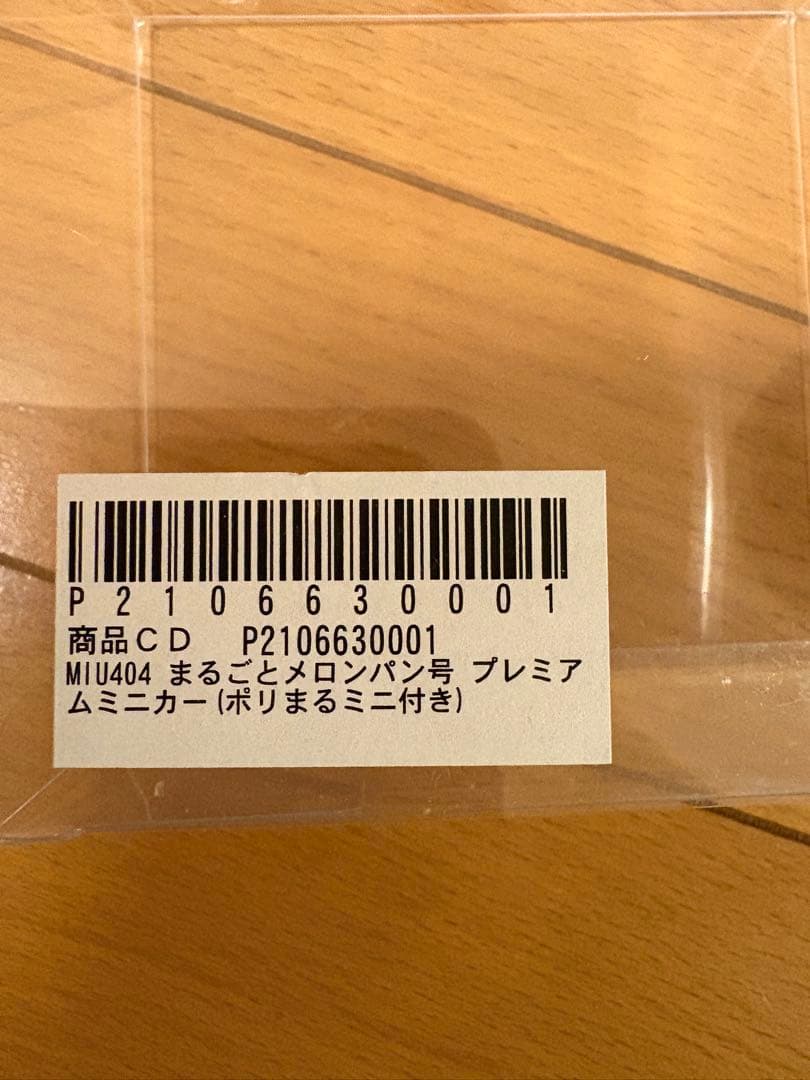 P2106630001
商品CD P2106630001
MIU404 まるごとメロンパン号 プレミア
ムミニカー(ポリまるミニ付き)